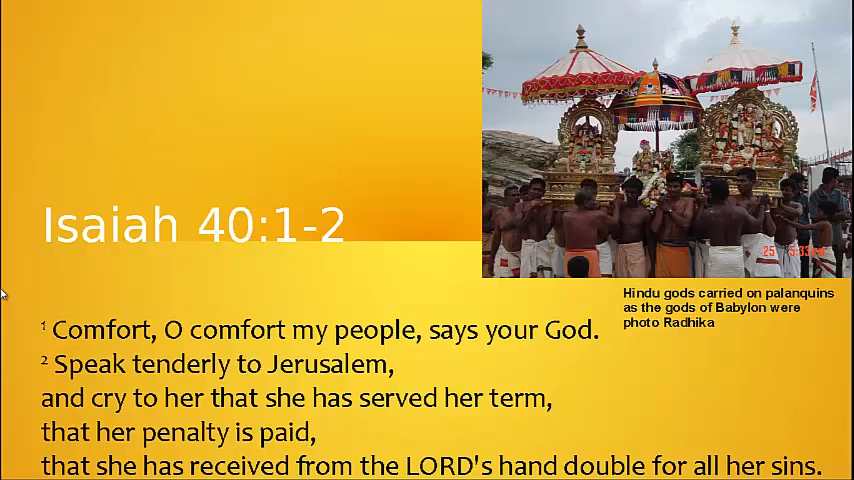 Isaiah 40:1-2
Hindu gods carried on palanquins
as the gods of Babylon were
photo Radhika
¹ Comfort, O comfort my people, says your God.
² Speak tenderly to Jerusalem,
and cry to her that she has served her term,
that her penalty is paid,
that she has received from the LORD's hand double for all her sins.